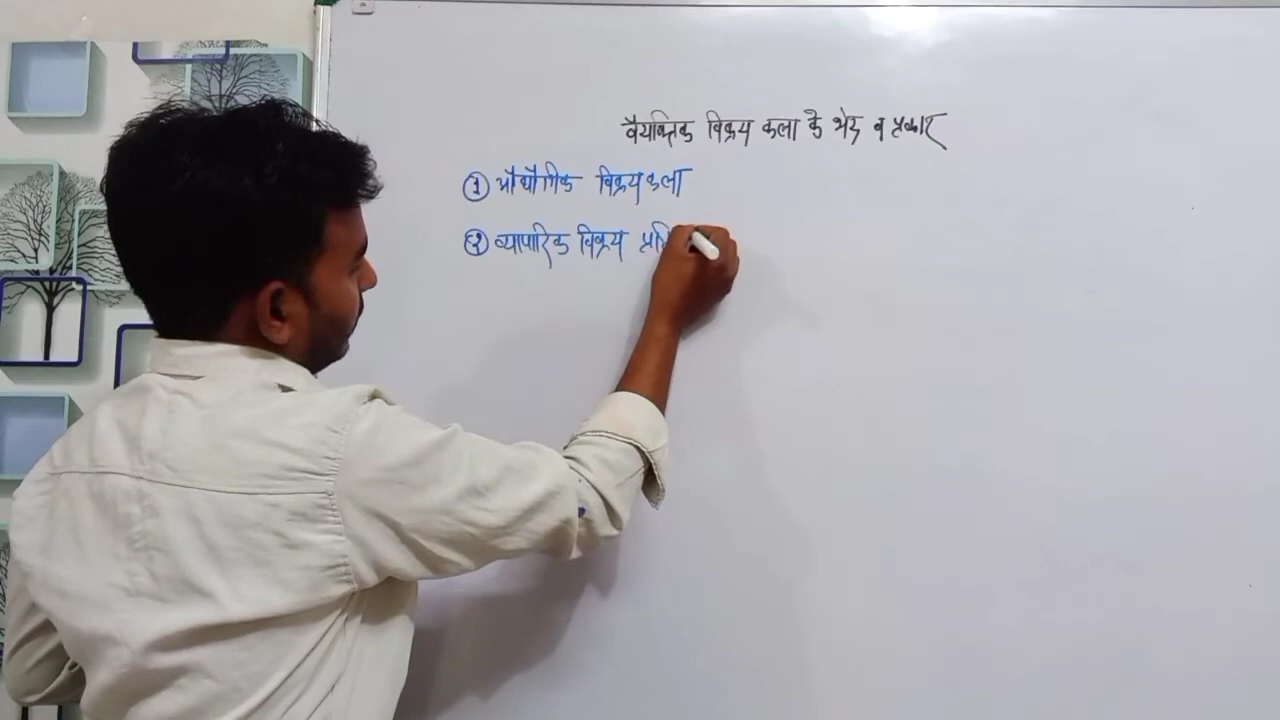 वैयक्तिक विक्रय कला के भेद व प्रकार
① औद्योगिक विक्रयकला
② व्यापारिक विक्रय